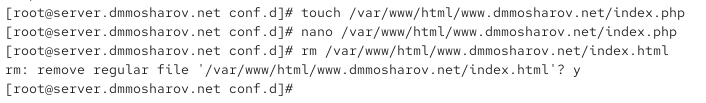 [root@server.dmmosharov.net conf.d]# touch /var/www/html/www.dmmosharov.net/index.php
[root@server.dmmosharov.net conf.d]# nano /var/www/html/www.dmmosharov.net/index.php
[root@server.dmmosharov.net conf.d]# rm /var/www/html/www.dmmosharov.net/index.html
rm: remove regular file '/var/www/html/www.dmmosharov.net/index.html'? y
[root@server.dmmosharov.net conf.d]#